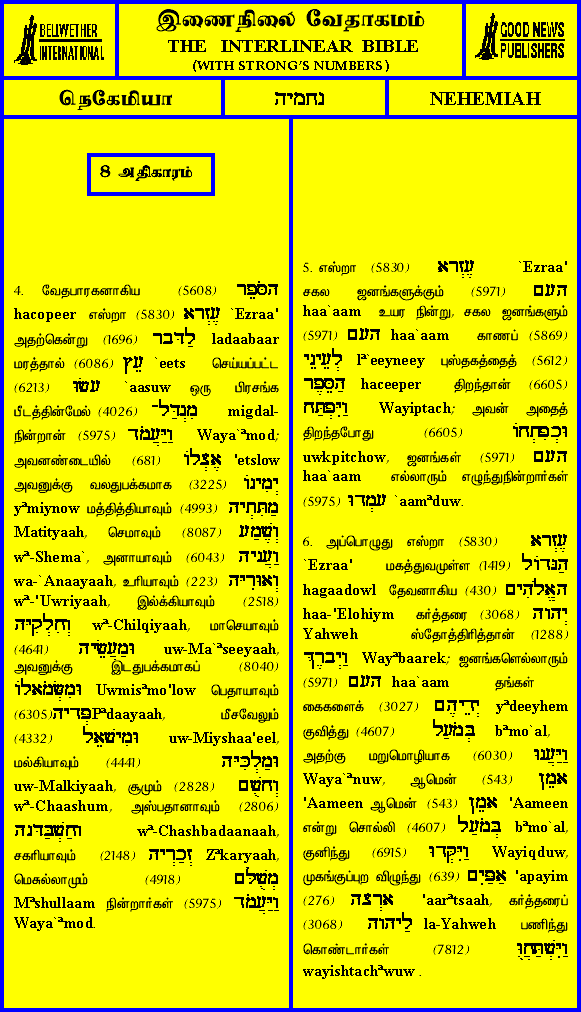 BELLWETHER
INTERNATIONAL
இணைநிலை வேதாகமம்
THE INTERLINEAR BIBLE
(WITH STRONG'S NUMBERS)
GOOD NEWS
PUBLISHERS
நெகேமியா
נחמיה
NEHEMIAH
8 அதிகாரம்
4. வேதபாரகனாகிய (5608) הַסֹּפֵר
hacopeer எஸ்றா (5830) עֶזְרָא `Ezraa'
அதற்கென்று (1696) לַדָּבָר ladaabaar
மரத்தால் (6086) עֵץ `eets செய்யப்பட்ட
(6213) עָשׂוּ `aasuw ஒரு பிரசங்க
பீடத்தின்மேல் (4026) מִגְדַּל־ migdal-
நின்றான் (5975) וַיַּעֲמֹד Waya`ªmod;
அவனண்டையில் (681) אֶצְלוֹ 'etslow
அவனுக்கு வலதுபக்கமாக (3225) יְמִינוֹ
yªmiynow மத்தித்தியாவும் (4993) מַתִּתְיָה
Matityaah, செமாவும் (8087) וְשֶׁמַע
wª-Shema`, அனாயாவும் (6043) וַעֲנָיָה
wa-`Anaayaah, உரியாவும் (223) וְאוּרִיָּה
wª-'Uwriyaah, இல்க்கியாவும் (2518)
וְחִלְקִיָּה wª-Chilqiyaah, மாசெயாவும்
(4641) וּמַעֲשֵׂיָה uw-Ma`ªseeyaah,
அவனுக்கு இடதுபக்கமாகப் (8040)
וּמִשְּׂמֹאלוֹ Uwmisªmo'low பெதாயாவும்
(6305) פְּדָיָה Pªdaayaah, மீசவேலும்
(4332) וּמִישָׁאֵל uw-Miyshaa'eel,
மல்கியாவும் (4441) וּמַלְכִּיָּה
uw-Malkiyaah, சூமும் (2828) וְחָשֻׁם
wª-Chaashum, அஸ்பதானாவும் (2806)
וְחַשְׁבַּדָּנָה wª-Chashbadaanaah,
சகரியாவும் (2148) זְכַרְיָה Zªkaryaah,
மெசுல்லாமும் (4918) מְשֻׁלָּם
Mªshullaam நின்றார்கள் (5975) וַיַּעֲמֹד
Waya`ªmod.
5. எஸ்றா (5830) עֶזְרָא `Ezraa'
சகல ஜனங்களுக்கும் (5971) הָעָם
haa`aam உயர நின்று, சகல ஜனங்களும்
(5971) הָעָם haa`aam காணப் (5869)
לְעֵינֵי lª`eeyneey புஸ்தகத்தைத் (5612)
הַסֵּפֶר haceeper திறந்தான் (6605)
וַיִּפְתַּח Wayiptach; அவன் அதைத்
திறந்தபோது (6605) וּכְפִתְחוֹ
uwkpitchow, ஜனங்கள் (5971) הָעָם
haa`aam எல்லாரும் எழுந்துநின்றார்கள்
(5975) עָמְדוּ `aamªduw.
6. அப்பொழுது எஸ்றா (5830) עֶזְרָא
`Ezraa' மகத்துவமுள்ள (1419) הַגָּדוֹל
hagaadowl தேவனாகிய (430) הָאֱלֹהִים
haa-'Elohiym கர்த்தரை (3068) יְהוָה
Yahweh ஸ்தோத்திரித்தான் (1288)
וַיְבָרֶךְ Wayªbaarek; ஜனங்களெல்லாரும்
(5971) הָעָם haa`aam தங்கள்
கைகளைக் (3027) יְדֵיהֶם yªdeeyhem
குவித்து (4607) בְּמֹעַל bªmo`al,
அதற்கு மறுமொழியாக (6030) וַיַּעֲנוּ
Waya`ªnuw, ஆமென் (543) אָמֵן
'Aameen ஆமென் (543) אָמֵן 'Aameen
என்று சொல்லி (4607) בְּמֹעַל bªmo`al,
குனிந்து (6915) וַיִּקְּדוּ Wayiqduw,
முகங்குப்புற விழுந்து (639) אַפַּיִם 'apayim
(276) אָרְצָה 'aarªtsaah, கர்த்தரைப்
(3068) לַיהוָה la-Yahweh பணிந்து
கொண்டார்கள் (7812) וַיִּשְׁתַּחֲוֻּ
wayishtachªwuw .